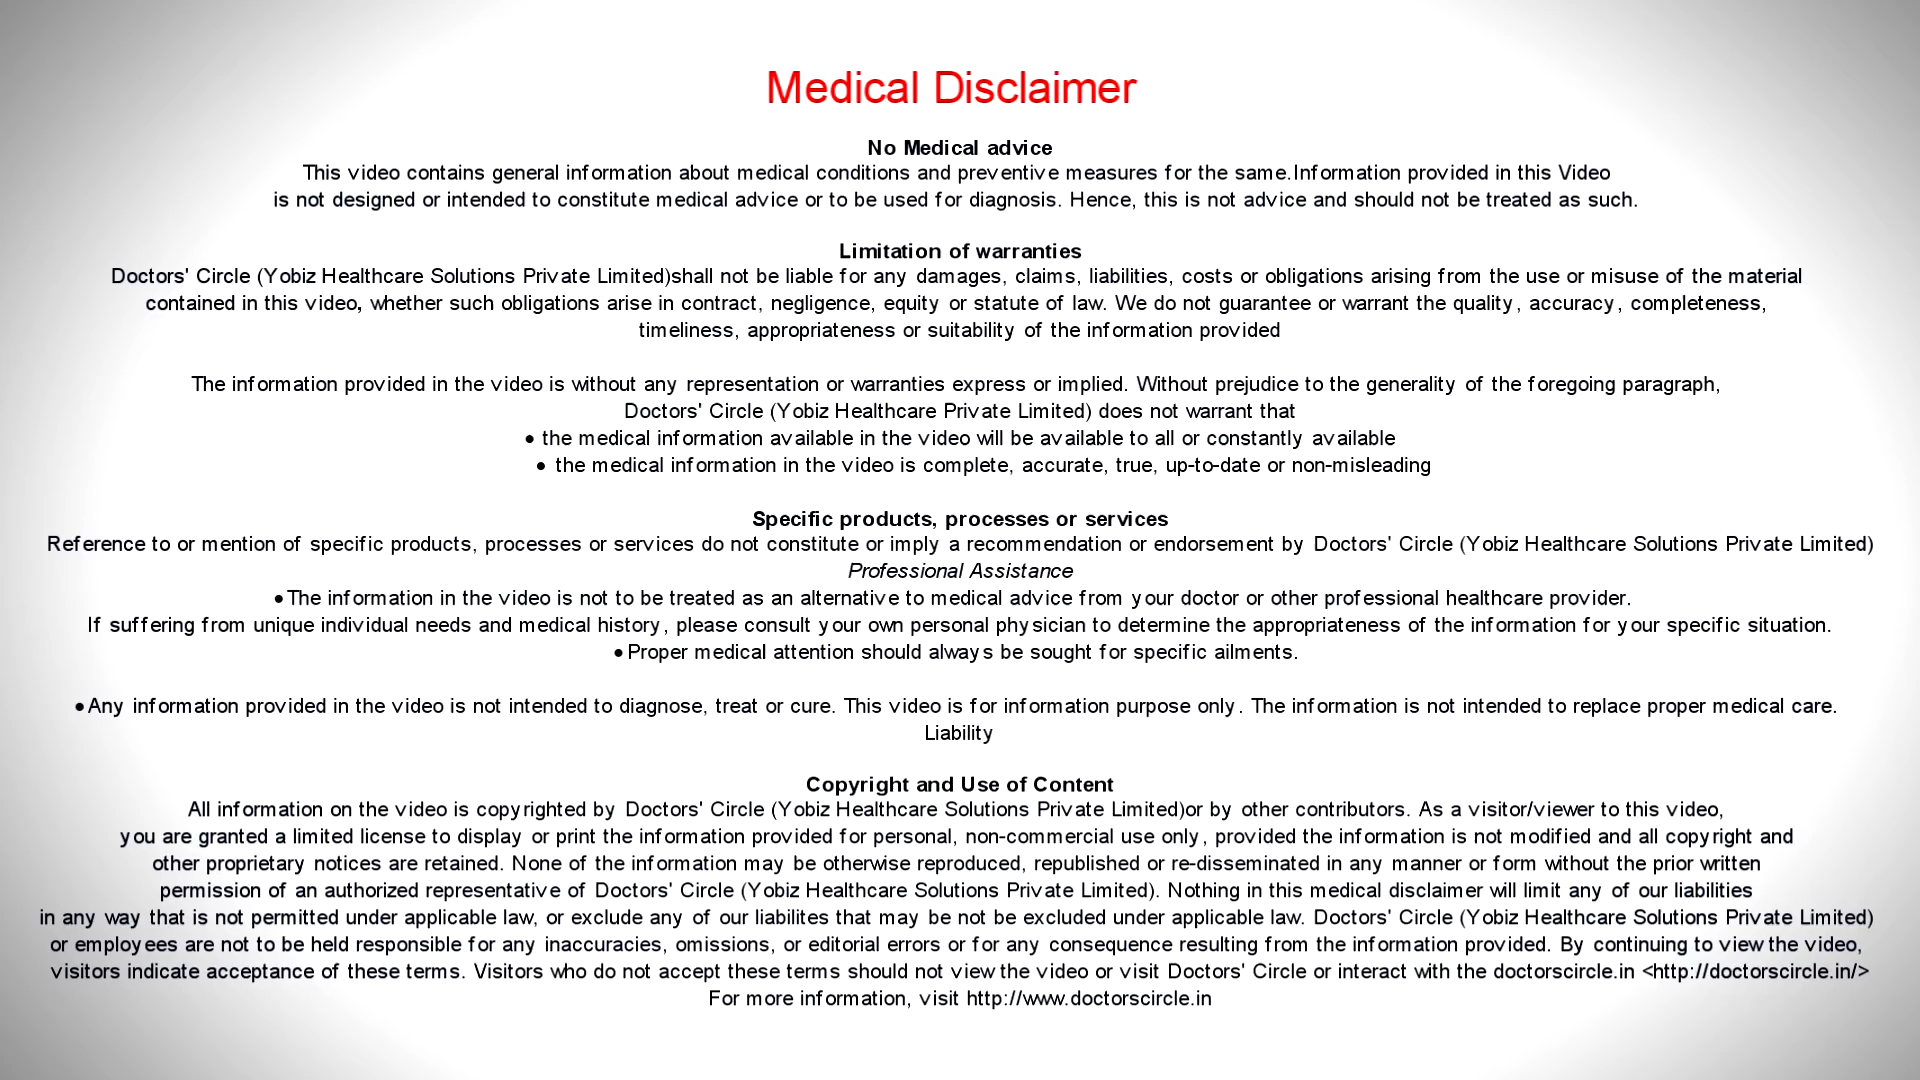 Medical Disclaimer
No Medical advice
This video contains general information about medical conditions and preventive measures for the same.Information provided in this Video
is not designed or intended to constitute medical advice or to be used for diagnosis. Hence, this is not advice and should not be treated as such.
Limitation of warranties
Doctors' Circle (Yobiz Healthcare Solutions Private Limited)shall not be liable for any damages, claims, liabilities, costs or obligations arising from the use or misuse of the material
contained in this video, whether such obligations arise in contract, negligence, equity or statute of law. We do not guarantee or warrant the quality, accuracy, completeness,
timeliness, appropriateness or suitability of the information provided
The information provided in the video is without any representation or warranties express or implied. Without prejudice to the generality of the foregoing paragraph,
Doctors' Circle (Yobiz Healthcare Private Limited) does not warrant that
• the medical information available in the video will be available to all or constantly available
• the medical information in the video is complete, accurate, true, up-to-date or non-misleading
Specific products, processes or services
Reference to or mention of specific products, processes or services do not constitute or imply a recommendation or endorsement by Doctors' Circle (Yobiz Healthcare Solutions Private Limited)
Professional Assistance
•The information in the video is not to be treated as an alternative to medical advice from your doctor or other professional healthcare provider.
If suffering from unique individual needs and medical history, please consult your own personal physician to determine the appropriateness of the information for your specific situation.
•Proper medical attention should always be sought for specific ailments.
•Any information provided in the video is not intended to diagnose, treat or cure. This video is for information purpose only. The information is not intended to replace proper medical care.
Liability
Copyright and Use of Content
All information on the video is copyrighted by Doctors' Circle (Yobiz Healthcare Solutions Private Limited)or by other contributors. As a visitor/viewer to this video,
you are granted a limited license to display or print the information provided for personal, non-commercial use only, provided the information is not modified and all copyright and
other proprietary notices are retained. None of the information may be otherwise reproduced, republished or re-disseminated in any manner or form without the prior written
permission of an authorized representative of Doctors' Circle (Yobiz Healthcare Solutions Private Limited). Nothing in this medical disclaimer will limit any of our liabilities
in any way that is not permitted under applicable law, or exclude any of our liabilites that may be not be excluded under applicable law. Doctors' Circle (Yobiz Healthcare Solutions Private Limited)
or employees are not to be held responsible for any inaccuracies, omissions, or editorial errors or for any consequence resulting from the information provided. By continuing to view the video,
visitors indicate acceptance of these terms. Visitors who do not accept these terms should not view the video or visit Doctors' Circle or interact with the doctorscircle.in <http://doctorscircle.in/>
For more information, visit http://www.doctorscircle.in